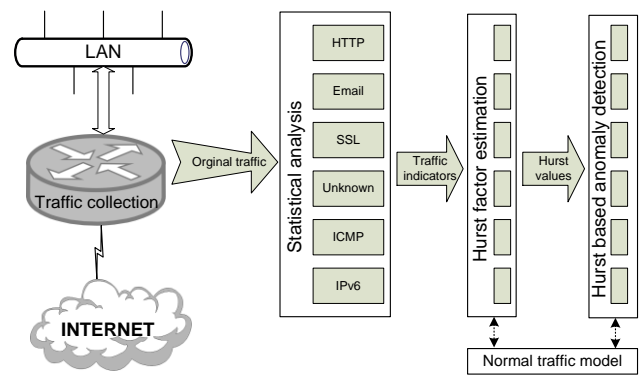 LAN
Traffic collection
INTERNET
Orginal traffic
Statistical analysis
HTTP
Email
SSL
Unknown
ICMP
IPv6
Traffic
indicators
Hurst factor estimation
Hurst
values
Hurst based anomaly detection
Normal traffic model